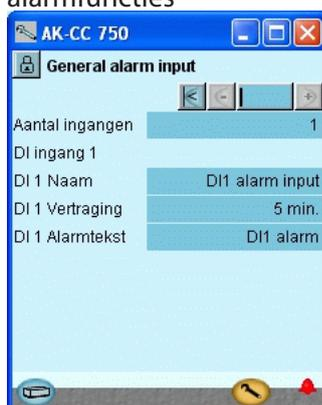 alarmfuncties
AK-CC 750
General alarm input
Aantal ingangen 1
DI ingang 1
DI 1 Naam DI1 alarm input
DI 1 Vertraging 5 min.
DI 1 Alarmtekst DI1 alarm